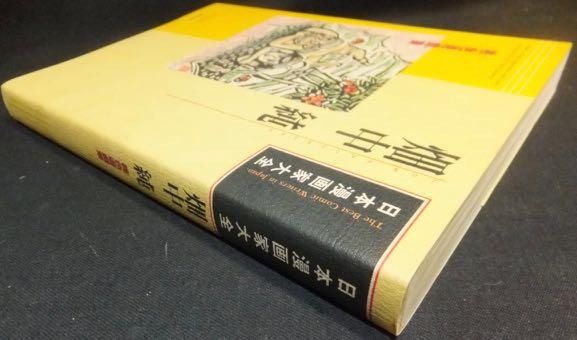 畑中
純
日本漫画家大全
The Best Comic Writers in Japan
畑中純
日本漫画家大全